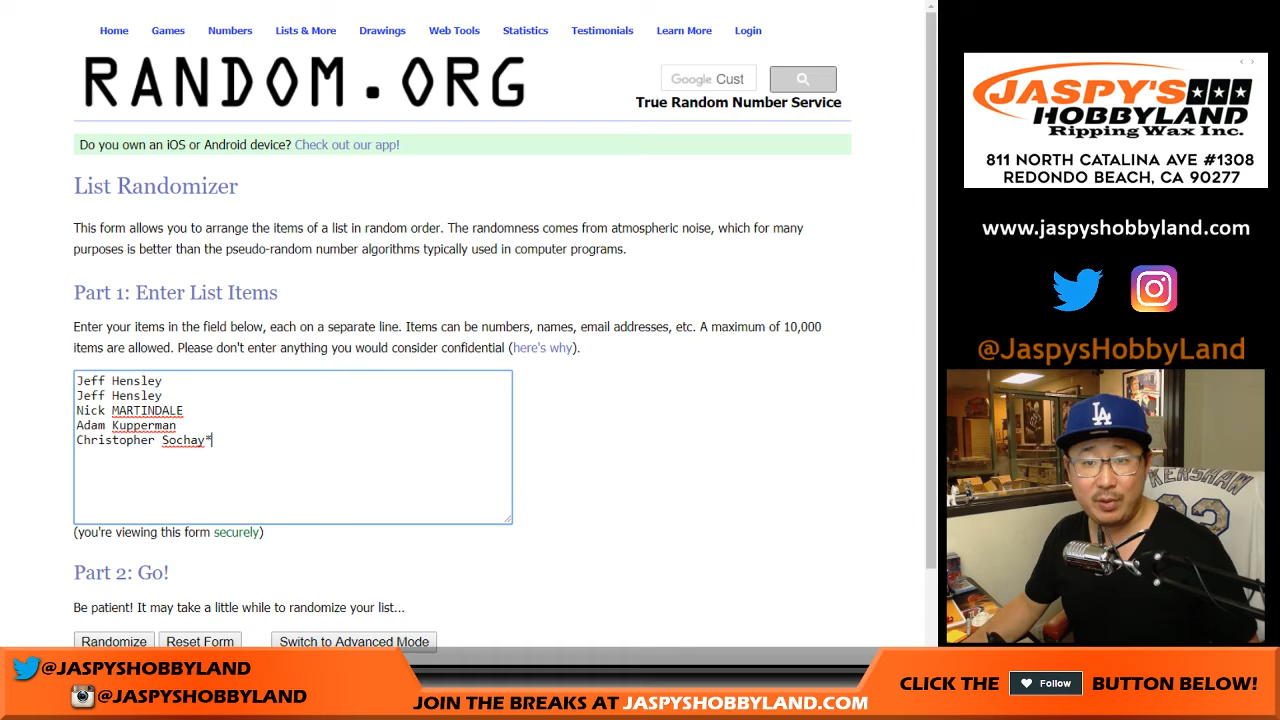 Home Games Numbers Lists & More Drawings Web Tools Statistics Testimonials Learn More Login
RANDOM.ORG
Google Cust
True Random Number Service
Do you own an iOS or Android device? Check out our app!
List Randomizer
This form allows you to arrange the items of a list in random order. The randomness comes from atmospheric noise, which for many
purposes is better than the pseudo-random number algorithms typically used in computer programs.
Part 1: Enter List Items
Enter your items in the field below, each on a separate line. Items can be numbers, names, email addresses, etc. A maximum of 10,000
items are allowed. Please don't enter anything you would consider confidential (here's why).
Jeff Hensley
Jeff Hensley
Nick MARTINDALE
Adam Kupperman
Christopher Sochay*
(you're viewing this form securely)
Part 2: Go!
Be patient! It may take a little while to randomize your list...
Randomize Reset Form Switch to Advanced Mode
JASPY'S
HOBBYLAND
Ripping Wax Inc.
811 NORTH CATALINA AVE #1308
REDONDO BEACH, CA 90277
www.jaspyshobbyland.com
@JaspysHobbyLand
LA
KERSHAW
@JASPYSHOBBYLAND
@JASPYSHOBBYLAND
JOIN THE BREAKS AT JASPYSHOBBYLAND.COM
CLICK THE Follow BUTTON BELOW!